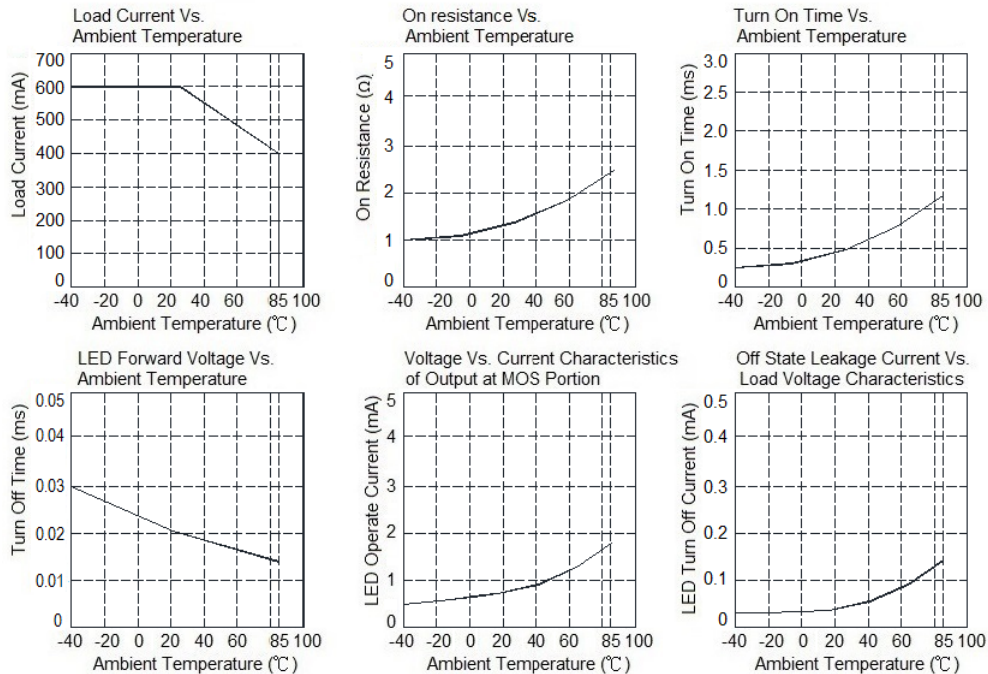 Load Current Vs.
Ambient Temperature
Load Current (mA)
700
600
500
400
300
200
100
0
-40 -20 0 20 40 60 85 100
Ambient Temperature (℃)
On resistance Vs.
Ambient Temperature
On Resistance (Ω)
5
4
3
2
1
0
-40 -20 0 20 40 60 85 100
Ambient Temperature (℃)
Turn On Time Vs.
Ambient Temperature
Turn On Time (ms)
3.0
2.5
2.0
1.5
1.0
0.5
0
-40 -20 0 20 40 60 85 100
Ambient Temperature (℃)
LED Forward Voltage Vs.
Ambient Temperature
Turn Off Time (ms)
0.05
0.04
0.03
0.02
0.01
0
-40 -20 0 20 40 60 85 100
Ambient Temperature (℃)
Voltage Vs. Current Characteristics
of Output at MOS Portion
LED Operate Current (mA)
5
4
3
2
1
0
-40 -20 0 20 40 60 85 100
Ambient Temperature (℃)
Off State Leakage Current Vs.
Load Voltage Characteristics
LED Turn Off Current (mA)
0.5
0.4
0.3
0.2
0.1
0
-40 -20 0 20 40 60 85 100
Ambient Temperature (℃)